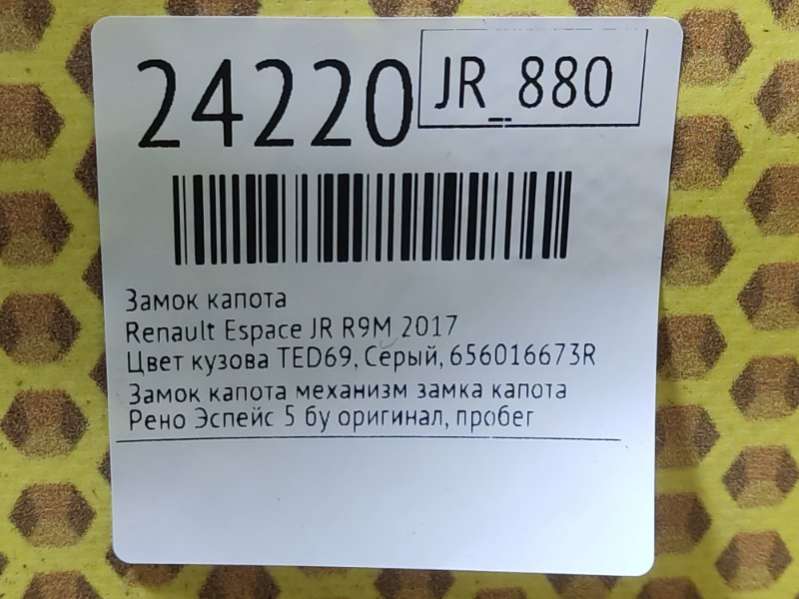 24220
JR_880
Замок капота
Renault Espace JR R9M 2017
Цвет кузова TED69, Серый, 656016673R
Замок капота механизм замка капота
Рено Эспейс 5 бу оригинал, пробег